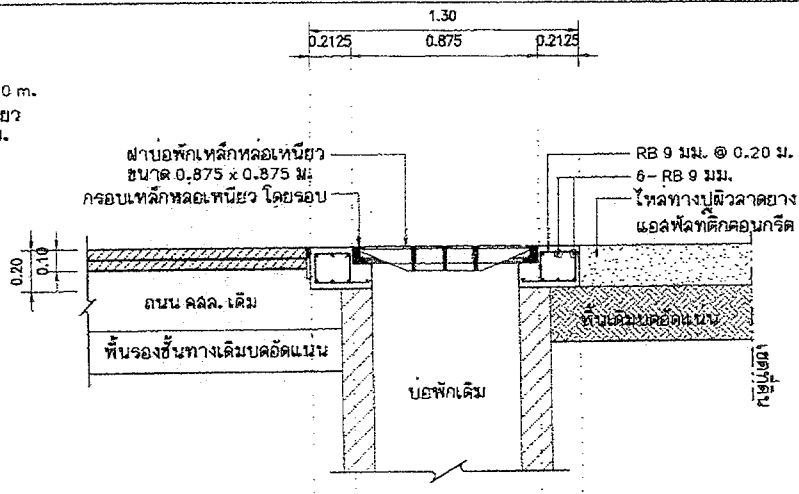 1.30
0.2125
0.875
0.2125
0 m.
ฝาบ่อพักเหล็กหล่อเหนียว
ขนาด 0.875 x 0.875 ม.
กรอบเหล็กหล่อเหนียว โดยรอบ
RB 9 มม. @ 0.20 ม.
6- RB 9 มม.
ไหล่ทางปูผิวลาดยาง
แอสฟัลท์ติกคอนกรีต
0.20
0.10
ถนน คสล. เดิม
พื้นรองชั้นทางเดิมบดอัดแน่น
บ่อพักเดิม
พื้นเดิมบดอัดแน่น
เขตที่ดิน